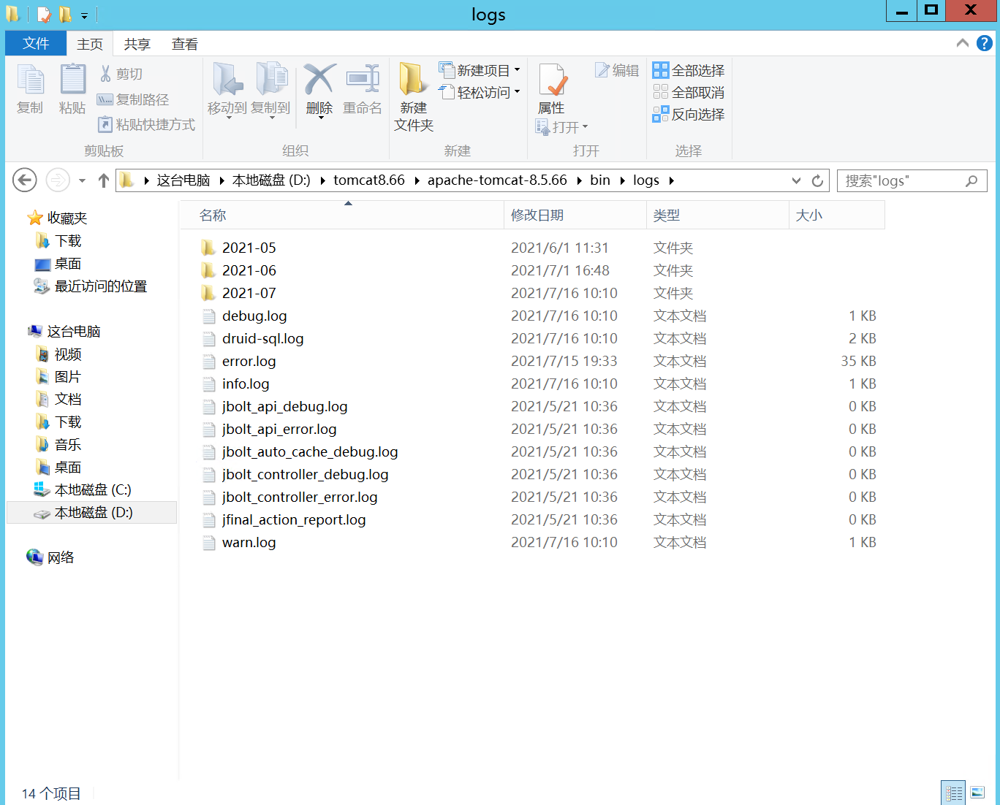 logs
文件 主页 共享 查看
复制 粘贴 剪切 复制路径 粘贴快捷方式
剪贴板
移动到 复制到 删除 重命名
组织
新建
文件夹
新建项目
轻松访问
新建
属性
打开
编辑
打开
全部选择
全部取消
反向选择
选择
这台电脑 本地磁盘 (D:) tomcat8.66 apache-tomcat-8.5.66 bin logs
搜索"logs"
收藏夹
下载
桌面
最近访问的位置
这台电脑
视频
图片
文档
下载
音乐
桌面
本地磁盘 (C:)
本地磁盘 (D:)
网络
名称 修改日期 类型 大小
2021-05 2021/6/1 11:31 文件夹
2021-06 2021/7/1 16:48 文件夹
2021-07 2021/7/16 10:10 文件夹
debug.log 2021/7/16 10:10 文本文档 1 KB
druid-sql.log 2021/7/16 10:10 文本文档 2 KB
error.log 2021/7/15 19:33 文本文档 35 KB
info.log 2021/7/16 10:10 文本文档 1 KB
jbolt_api_debug.log 2021/5/21 10:36 文本文档 0 KB
jbolt_api_error.log 2021/5/21 10:36 文本文档 0 KB
jbolt_auto_cache_debug.log 2021/5/21 10:36 文本文档 0 KB
jbolt_controller_debug.log 2021/5/21 10:36 文本文档 0 KB
jbolt_controller_error.log 2021/5/21 10:36 文本文档 0 KB
jfinal_action_report.log 2021/5/21 10:36 文本文档 0 KB
warn.log 2021/7/16 10:10 文本文档 1 KB
14 个项目